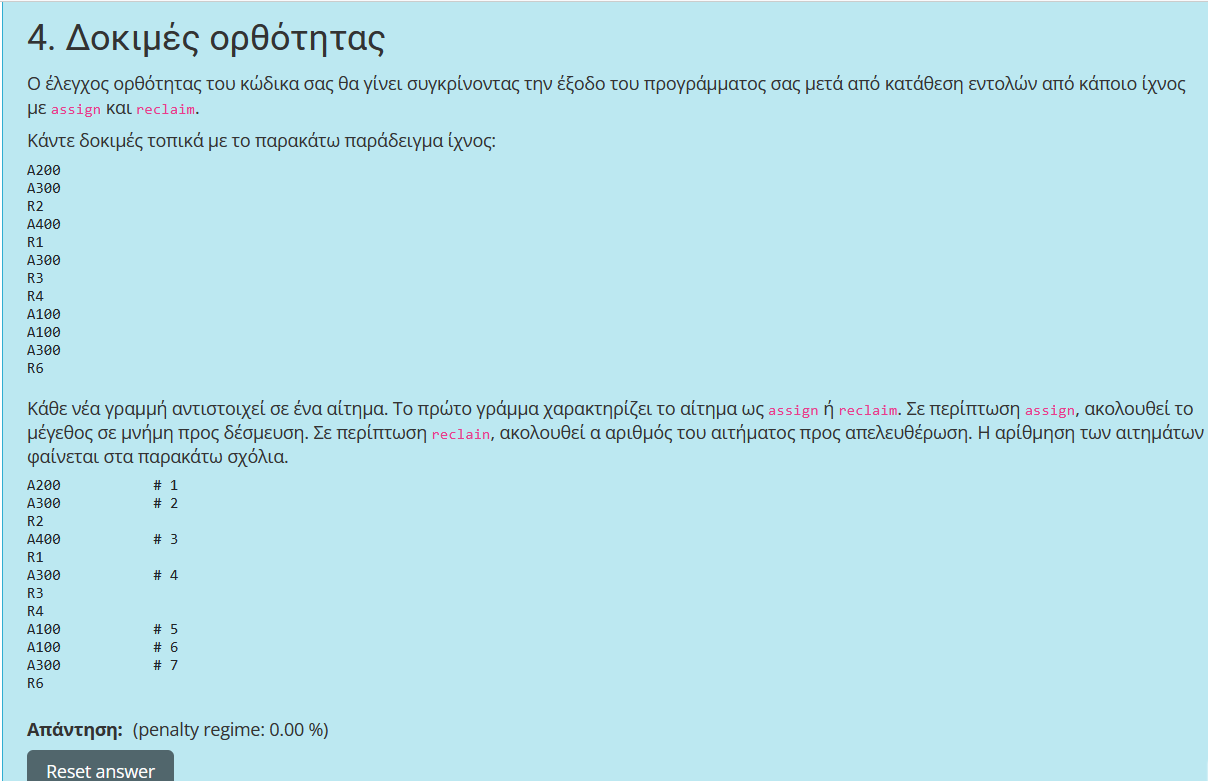 4. Δοκιμές ορθότητας
Ο έλεγχος ορθότητας του κώδικα σας θα γίνει συγκρίνοντας την έξοδο του προγράμματος σας μετά από κατάθεση εντολών από κάποιο ίχνος
με assign και reclaim.
Κάντε δοκιμές τοπικά με το παρακάτω παράδειγμα ίχνος:
A200
A300
R2
A400
R1
A300
R3
R4
A100
A100
A300
R6
Κάθε νέα γραμμή αντιστοιχεί σε ένα αίτημα. Το πρώτο γράμμα χαρακτηρίζει το αίτημα ως assign ή reclaim. Σε περίπτωση assign, ακολουθεί το
μέγεθος σε μνήμη προς δέσμευση. Σε περίπτωση reclain, ακολουθεί α αριθμός του αιτήματος προς απελευθέρωση. Η αρίθμηση των αιτημάτων
φαίνεται στα παρακάτω σχόλια.
A200 # 1
A300 # 2
R2
A400 # 3
R1
A300 # 4
R3
R4
A100 # 5
A100 # 6
A300 # 7
R6
Απάντηση: (penalty regime: 0.00 %)
Reset answer